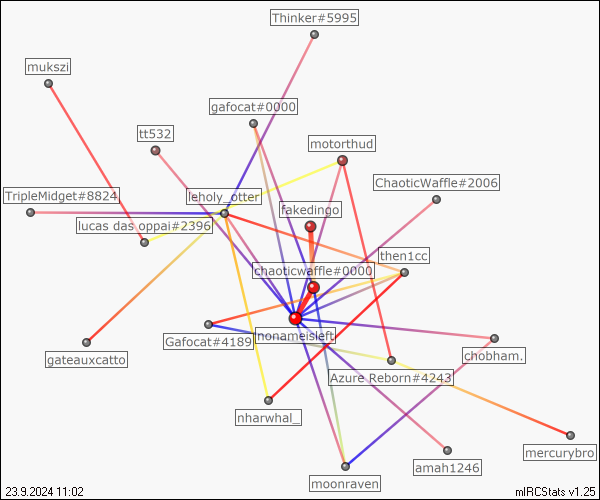 Thinker#5995
mukszi
gafocat#0000
tt532
motorthud
ChaoticWaffle#2006
TripleMidget#8824
leholy_otter
fakedingo
lucas das oppai#2396
then1cc
chaoticwaffle#0000
nonameisleft
Gafocat#4189
chobham.
gateauxcatto
Azure Reborn#4243
nharwhal_
mercurybro
amah1246
moonraven
23.9.2024 11:02
mIRCStats v1.25